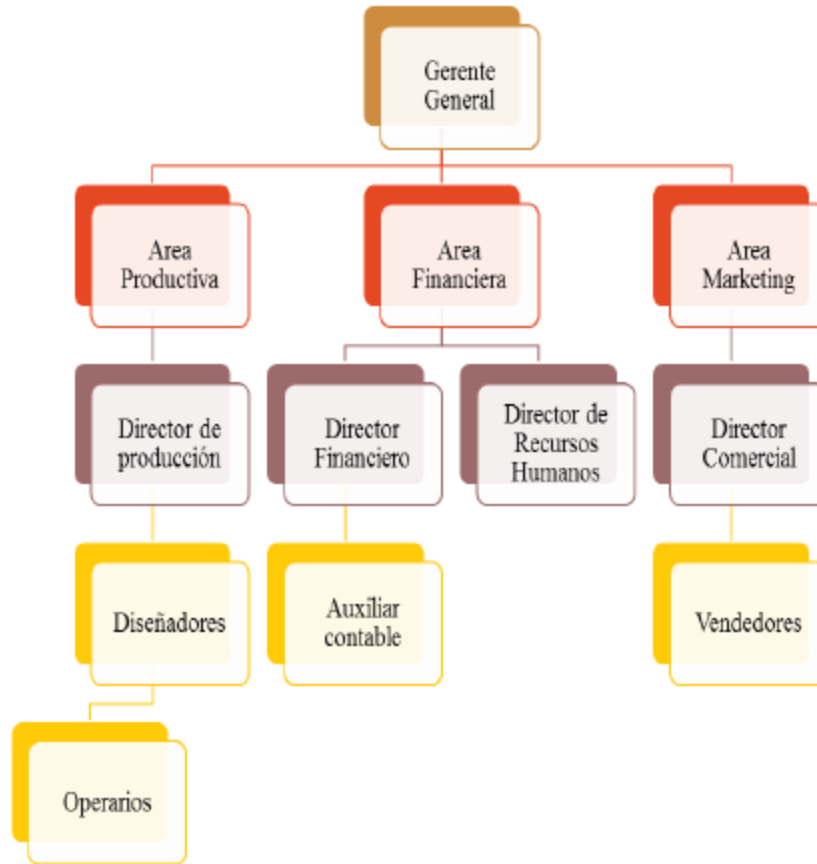 Gerente
General
Area
Productiva
Area
Financiera
Area
Marketing
Director de
producción
Director
Financiero
Director de
Recursos
Humanos
Director
Comercial
Diseñadores
Auxiliar
contable
Vendedores
Operarios